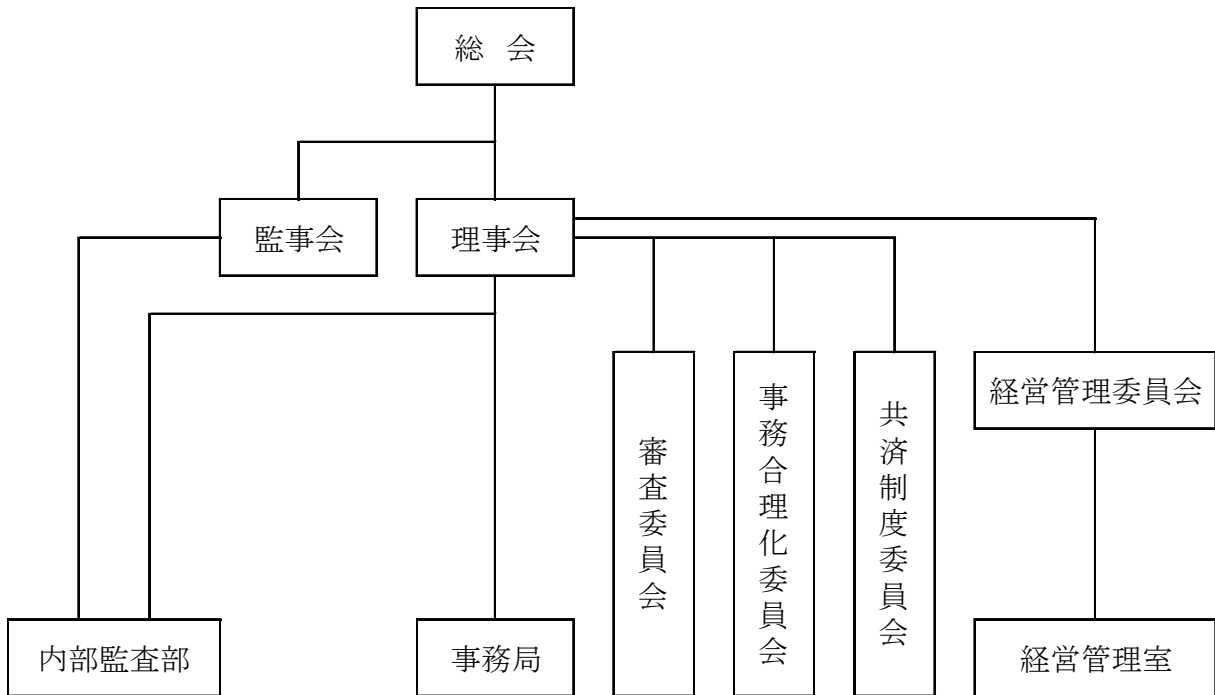 総 会
監事会
理事会
審査委員会
事務合理化委員会
共済制度委員会
経営管理委員会
内部監査部
事務局
経営管理室